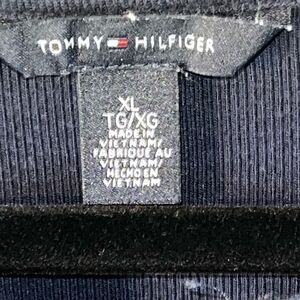 TOMMY HILFIGER
XL
TG/XG
MADE IN
VIETNAM/
FABRIQUÉ AU
VIETNAM/
HECHO EN
VIETNAM